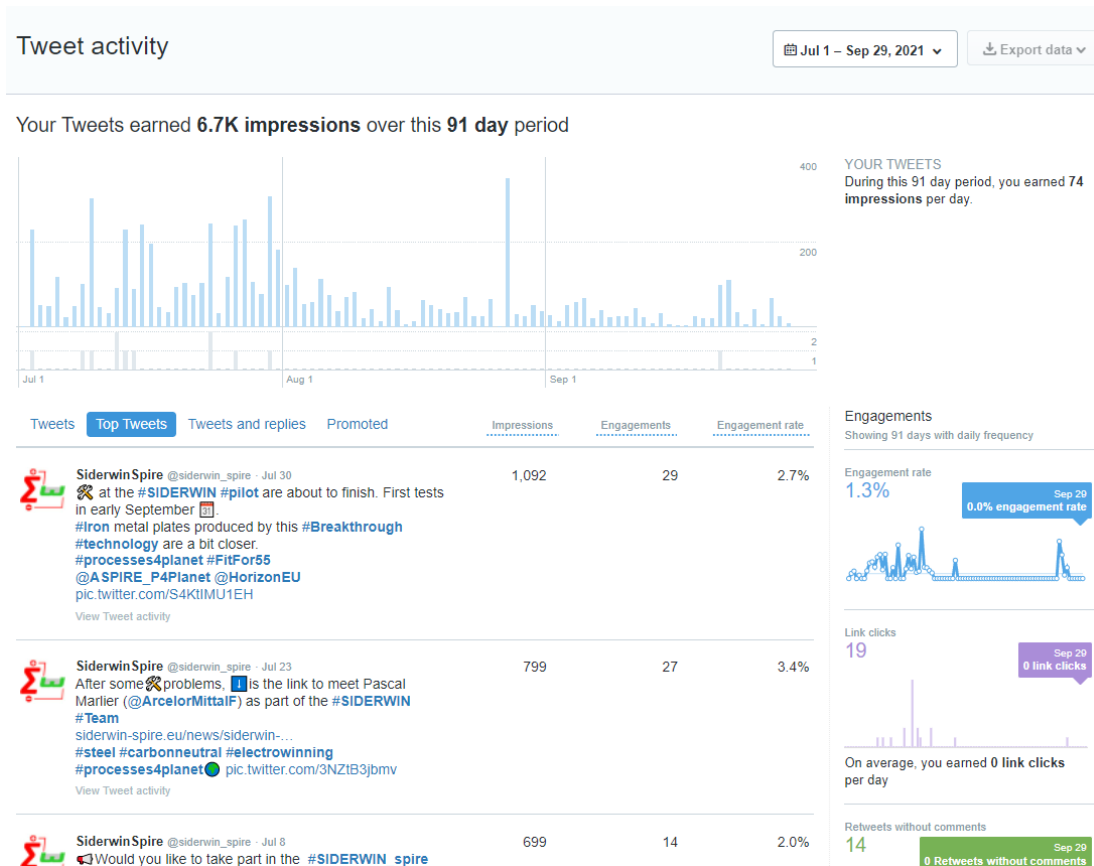 Tweet activity
Jul 1 – Sep 29, 2021
Export data
Your Tweets earned 6.7K impressions over this 91 day period
400
200
2
1
Jul 1
Aug 1
Sep 1
YOUR TWEETS
During this 91 day period, you earned 74
impressions per day.
Tweets
Top Tweets
Tweets and replies
Promoted
Impressions
Engagements
Engagement rate
SiderwinSpire @siderwin_spire · Jul 30
1,092
29
2.7%
🛠 at the #SIDERWIN #pilot are about to finish. First tests
in early September 📅.
#Iron metal plates produced by this #Breakthrough
#technology are a bit closer.
#processes4planet #FitFor55
@ASPIRE_P4Planet @HorizonEU
pic.twitter.com/S4KtIMU1EH
View Tweet activity
SiderwinSpire @siderwin_spire · Jul 23
799
27
3.4%
After some🛠problems, ⬇is the link to meet Pascal
Marlier (@ArcelorMittalF) as part of the #SIDERWIN
#Team
siderwin-spire.eu/news/siderwin-…
#steel #carbonneutral #electrowinning
#processes4planet🌍 pic.twitter.com/3NZtB3jbmv
View Tweet activity
SiderwinSpire @siderwin_spire · Jul 8
699
14
2.0%
📢Would you like to take part in the #SIDERWIN_spire
Engagements
Showing 91 days with daily frequency
Engagement rate
1.3%
Sep 29
0.0% engagement rate
Link clicks
19
Sep 29
0 link clicks
On average, you earned 0 link clicks
per day
Retweets without comments
14
Sep 29
0 Retweets without comments